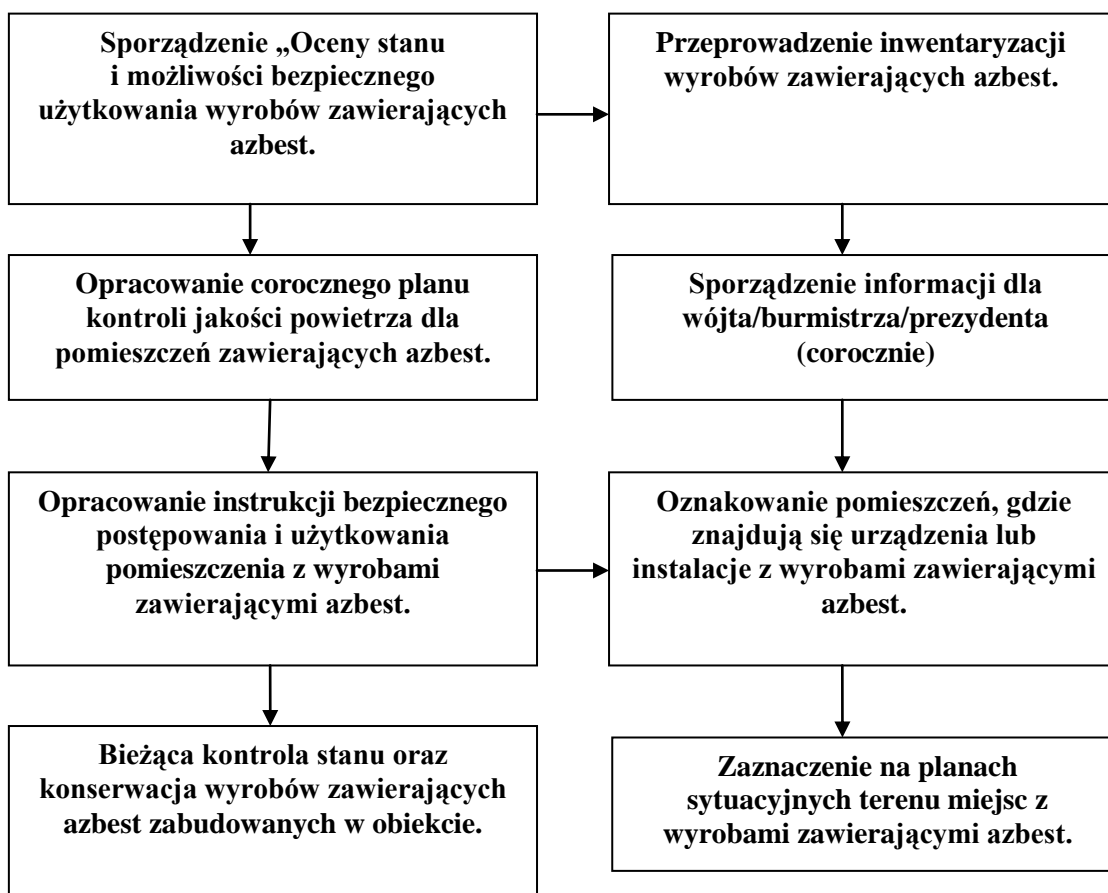 Sporządzenie „Oceny stanu
i możliwości bezpiecznego
użytkowania wyrobów zawierających
azbest.
Przeprowadzenie inwentaryzacji
wyrobów zawierających azbest.
Opracowanie corocznego planu
kontroli jakości powietrza dla
pomieszczeń zawierających azbest.
Sporządzenie informacji dla
wójta/burmistrza/prezydenta
(corocznie)
Opracowanie instrukcji bezpiecznego
postępowania i użytkowania
pomieszczenia z wyrobami
zawierającymi azbest.
Oznakowanie pomieszczeń, gdzie
znajdują się urządzenia lub
instalacje z wyrobami zawierającymi
azbest.
Bieżąca kontrola stanu oraz
konserwacja wyrobów zawierających
azbest zabudowanych w obiekcie.
Zaznaczenie na planach
sytuacyjnych terenu miejsc z
wyrobami zawierającymi azbest.